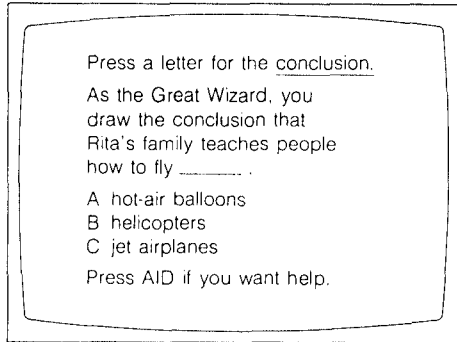 Press a letter for the conclusion.
As the Great Wizard, you
draw the conclusion that
Rita's family teaches people
how to fly ______ .
A hot-air balloons
B helicopters
C jet airplanes
Press AID if you want help.